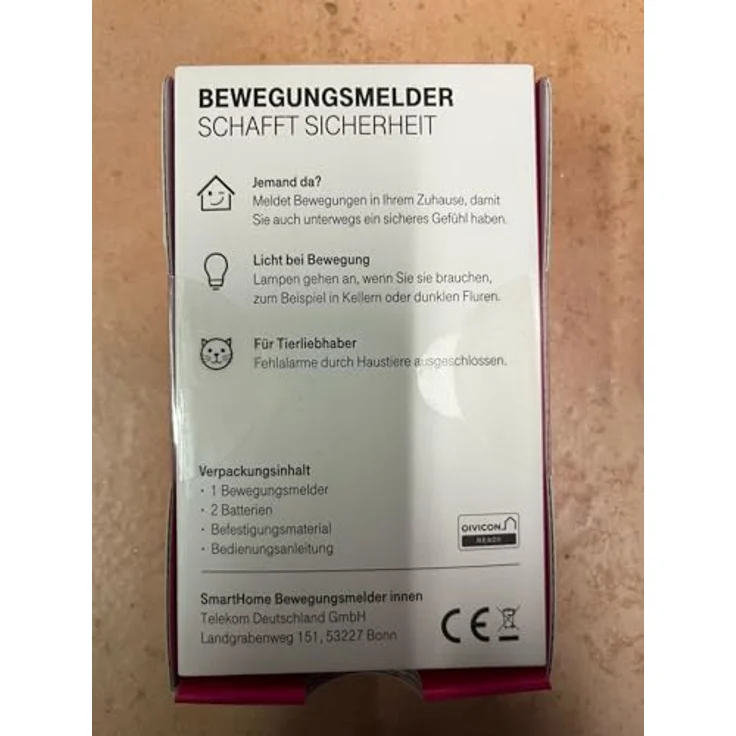 BEWEGUNGSMELDER
SCHAFFT SICHERHEIT
Jemand da?
Meldet Bewegungen in Ihrem Zuhause, damit
Sie auch unterwegs ein sicheres Gefühl haben.
Licht bei Bewegung
Lampen gehen an, wenn Sie sie brauchen,
zum Beispiel in Kellern oder dunklen Fluren.
Für Tierliebhaber
Fehlalarme durch Haustiere ausgeschlossen.
Verpackungsinhalt
· 1 Bewegungsmelder
· 2 Batterien
· Befestigungsmaterial
· Bedienungsanleitung
QIVICON
READY
SmartHome Bewegungsmelder innen
Telekom Deutschland GmbH
Landgrabenweg 151, 53227 Bonn
CE